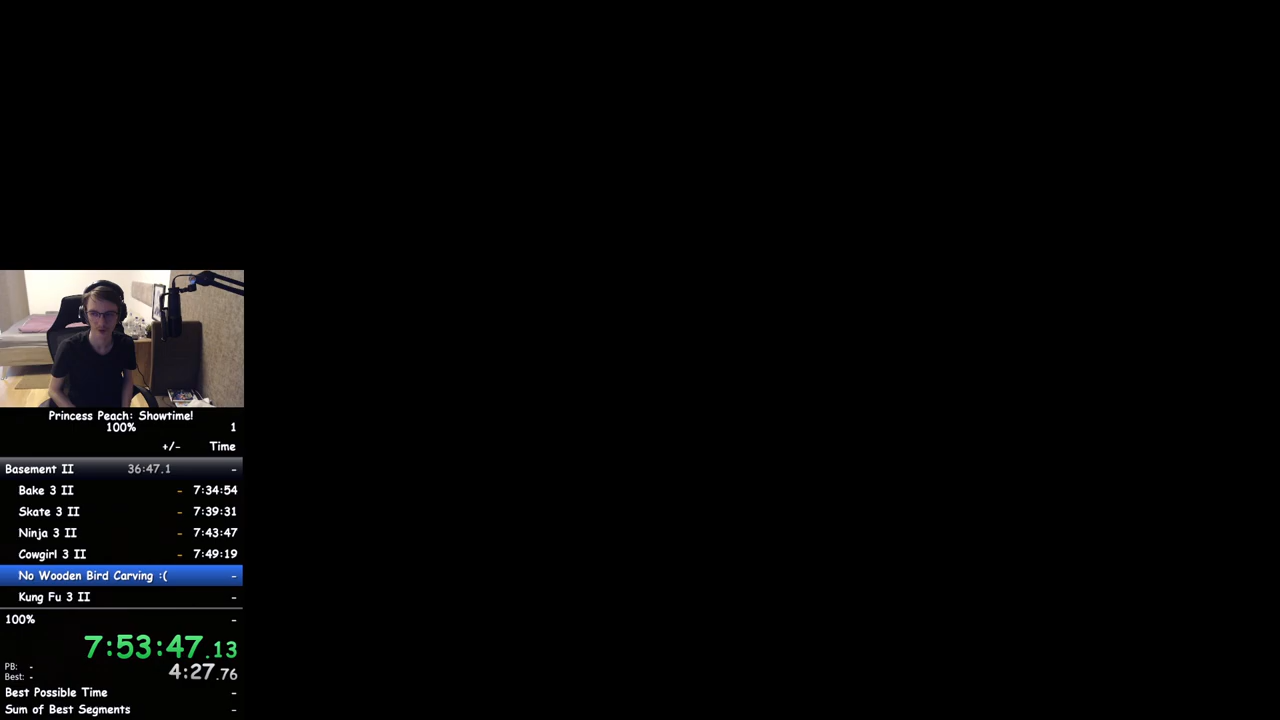 Princess Peach: Showtime!
100% 1
+/- Time
Basement II 36:47.1 -
Bake 3 II - 7:34:54
Skate 3 II - 7:39:31
Ninja 3 II - 7:43:47
Cowgirl 3 II - 7:49:19
No Wooden Bird Carving :( -
Kung Fu 3 II -
100% -
7:53:47.13
PB: - 4:27.76
Best: -
Best Possible Time -
Sum of Best Segments -